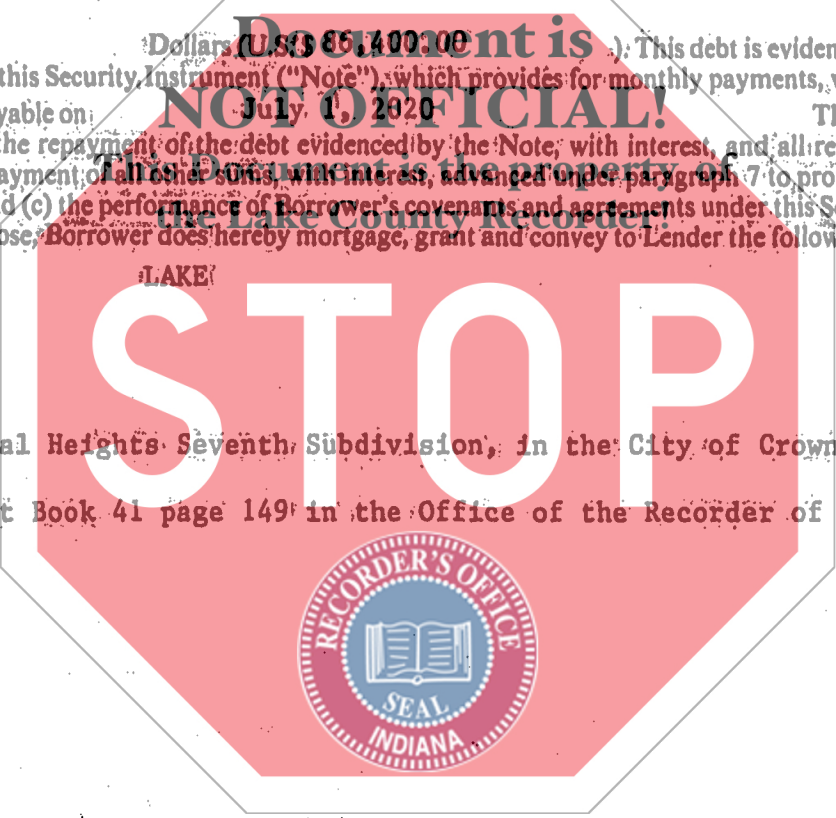 Document is
Dollars (U.S. $ 86,400.00 ). This debt is eviden
this Security Instrument ("Note"), which provides for monthly payments,
NOT OFFICIAL!
yable on July 1, 2020 Th
he repayment of the debt evidenced by the Note, with interest, and all re
This Document is the property of
ayment of all other sums, with interest, advanced under paragraph 7 to pro
d (c) the performance of Borrower's covenants and agreements under this S
the Lake County Recorder!
ose, Borrower does hereby mortgage, grant and convey to Lender the follow
LAKE
STOP
al Heights Seventh Subdivision, in the City of Crown
t Book 41 page 149 in the Office of the Recorder of
RECORDER'S OFFICE
SEAL
INDIANA